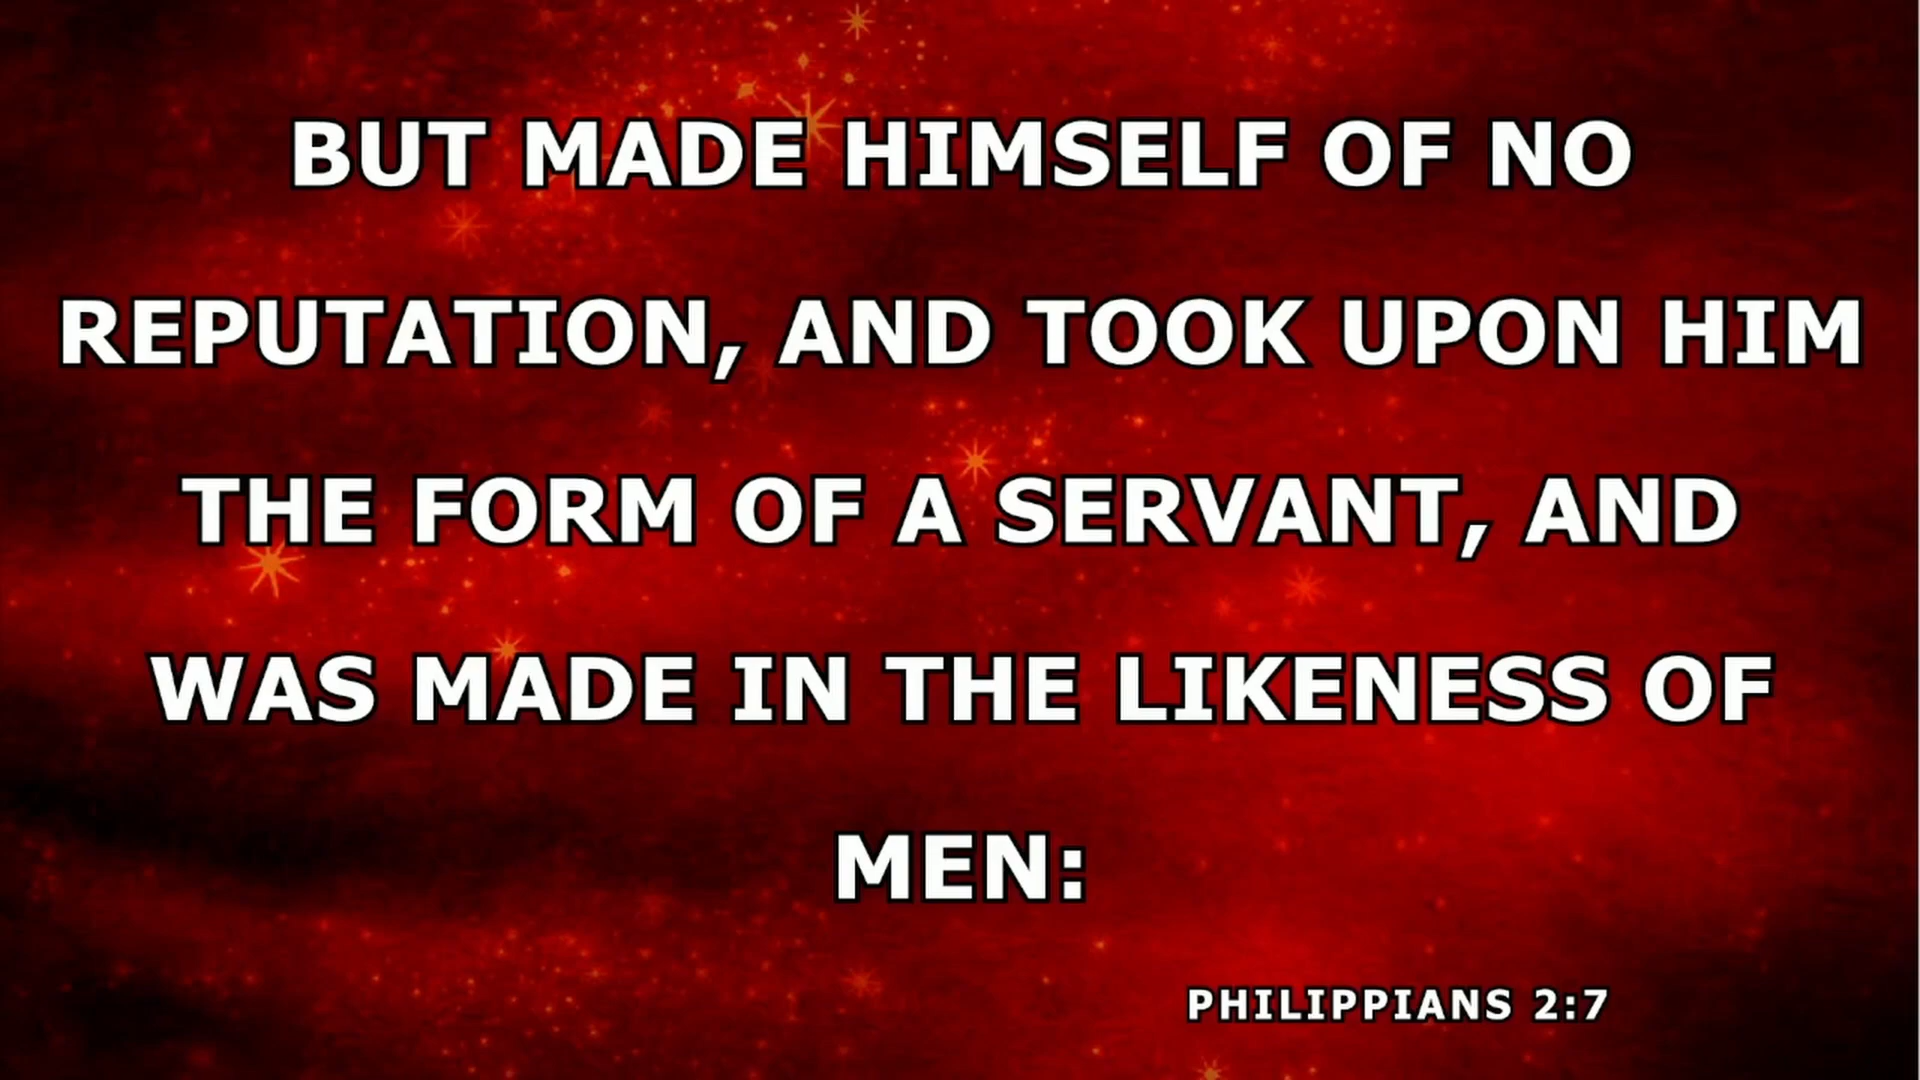 BUT MADE HIMSELF OF NO
REPUTATION, AND TOOK UPON HIM
THE FORM OF A SERVANT, AND
WAS MADE IN THE LIKENESS OF
MEN:
PHILIPPIANS 2:7